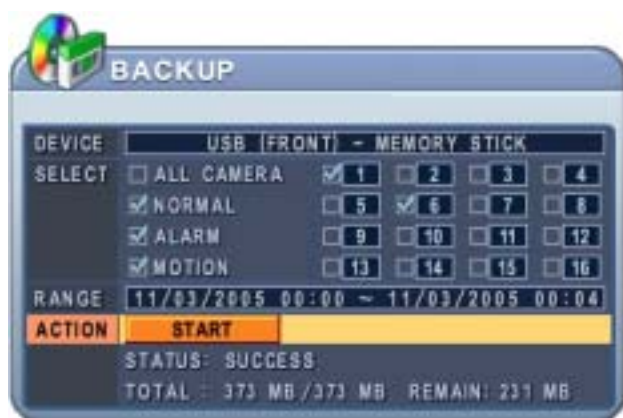 BACKUP
DEVICE USB (FRONT) - MEMORY STICK
SELECT ALL CAMERA 1 2 3 4
NORMAL 5 6 7 8
ALARM 9 10 11 12
MOTION 13 14 15 16
RANGE 11/03/2005 00:00 ~ 11/03/2005 00:04
ACTION START
STATUS: SUCCESS
TOTAL : 373 MB/373 MB REMAIN: 231 MB